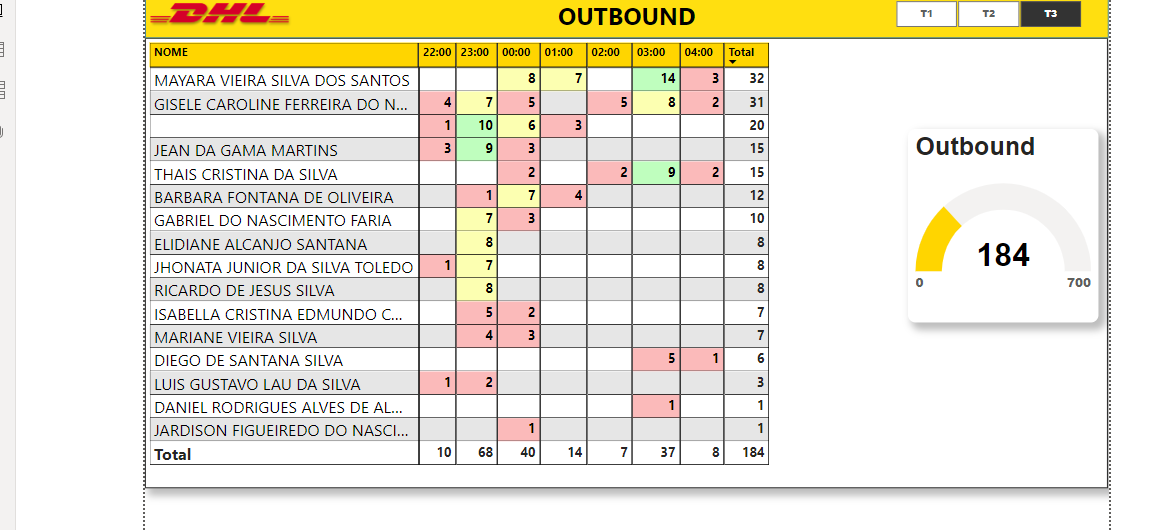 DHL
OUTBOUND
T1 T2 T3
NOME 22:00 23:00 00:00 01:00 02:00 03:00 04:00 Total
MAYARA VIEIRA SILVA DOS SANTOS 8 7 14 3 32
GISELE CAROLINE FERREIRA DO N... 4 7 5 5 8 2 31
1 10 6 3 20
JEAN DA GAMA MARTINS 3 9 3 15
THAIS CRISTINA DA SILVA 2 2 9 2 15
BARBARA FONTANA DE OLIVEIRA 1 7 4 12
GABRIEL DO NASCIMENTO FARIA 7 3 10
ELIDIANE ALCANJO SANTANA 8 8
JHONATA JUNIOR DA SILVA TOLEDO 1 7 8
RICARDO DE JESUS SILVA 8 8
ISABELLA CRISTINA EDMUNDO C... 5 2 7
MARIANE VIEIRA SILVA 4 3 7
DIEGO DE SANTANA SILVA 5 1 6
LUIS GUSTAVO LAU DA SILVA 1 2 3
DANIEL RODRIGUES ALVES DE AL... 1 1
JARDISON FIGUEIREDO DO NASCI... 1 1
Total 10 68 40 14 7 37 8 184
Outbound
184
0 700